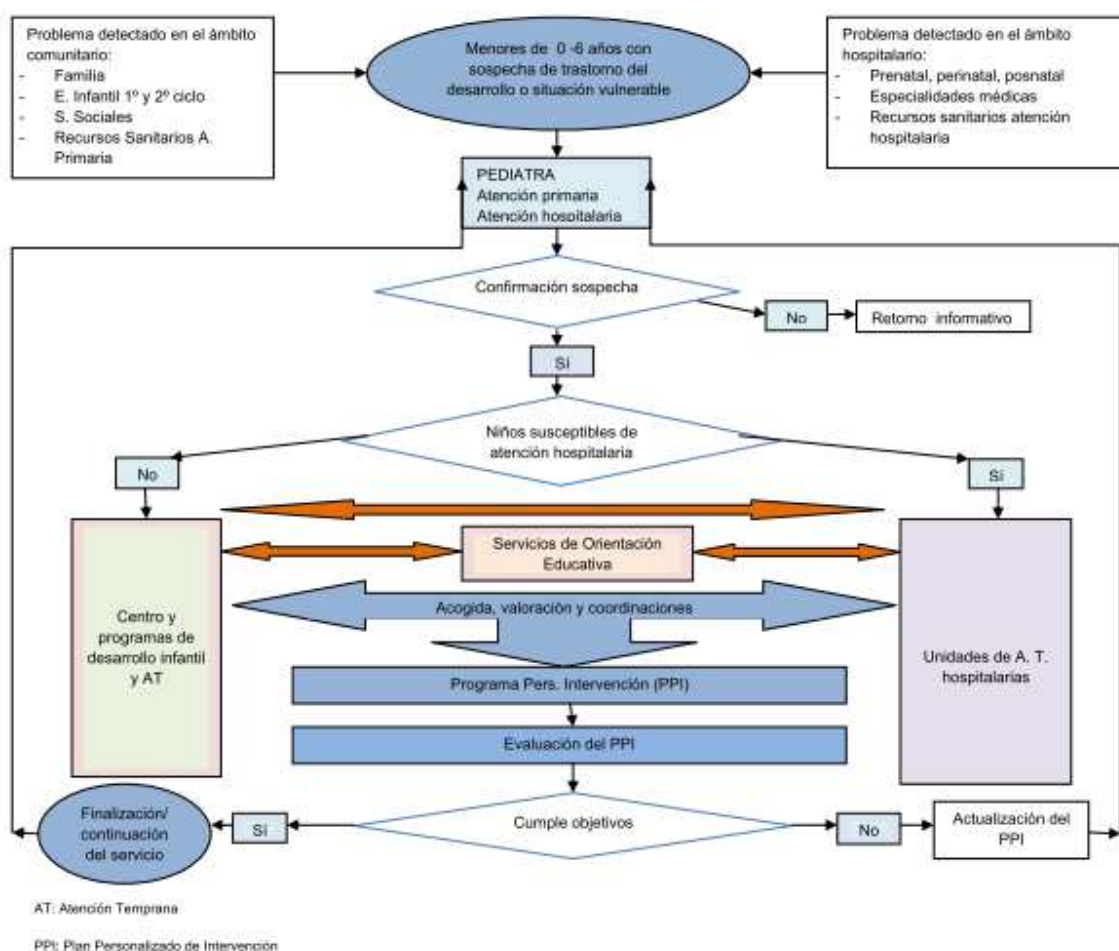 Problema detectado en el ámbito
comunitario:
- Familia
- E. Infantil 1º y 2º ciclo
- S. Sociales
- Recursos Sanitarios A.
Primaria
Menores de 0 -6 años con
sospecha de trastorno del
desarrollo o situación vulnerable
Problema detectado en el ámbito
hospitalario:
- Prenatal, perinatal, posnatal
- Especialidades médicas
- Recursos sanitarios atención
hospitalaria
PEDIATRA
Atención primaria
Atención hospitalaria
Confirmación sospecha
No
Retorno informativo
Sí
Niños susceptibles de
atención hospitalaria
No
Sí
Servicios de Orientación
Educativa
Acogida, valoración y coordinaciones
Centro y
programas de
desarrollo infantil
y AT
Unidades de A. T.
hospitalarias
Programa Pers. Intervención (PPI)
Evaluación del PPI
Finalización/
continuación
del servicio
Sí
Cumple objetivos
No
Actualización del
PPI
AT: Atención Temprana
PPI: Plan Personalizado de Intervención